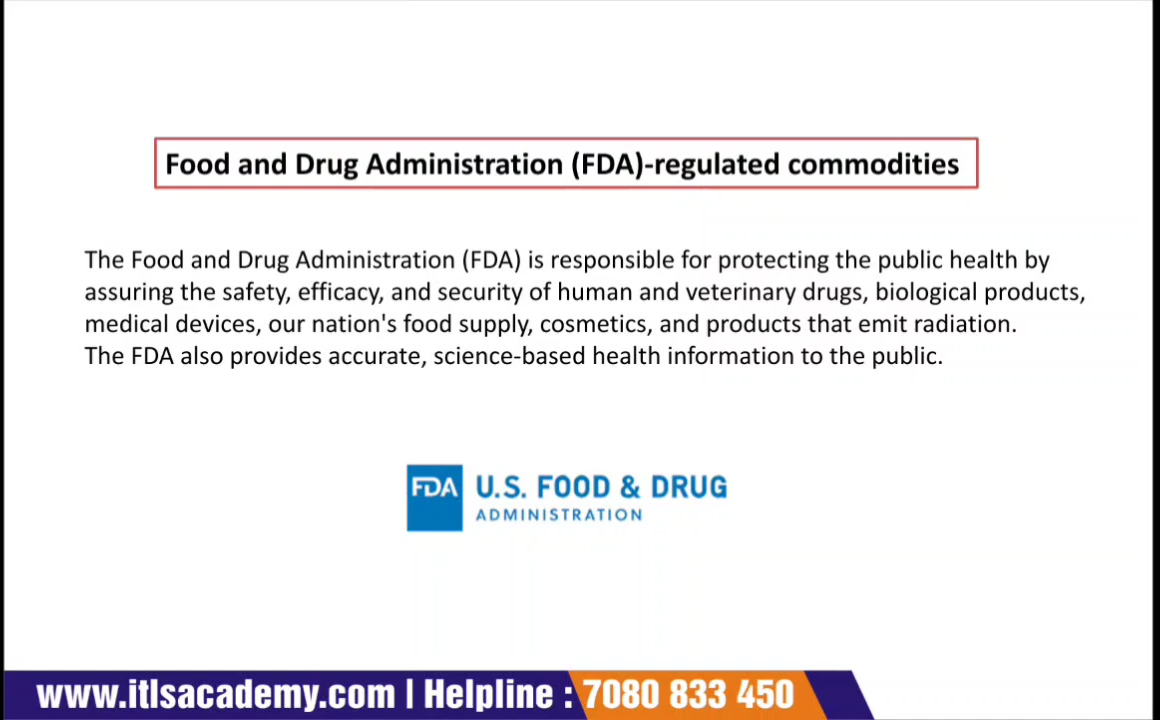 Food and Drug Administration (FDA)-regulated commodities
The Food and Drug Administration (FDA) is responsible for protecting the public health by
assuring the safety, efficacy, and security of human and veterinary drugs, biological products,
medical devices, our nation's food supply, cosmetics, and products that emit radiation.
The FDA also provides accurate, science-based health information to the public.
FDA U.S. FOOD & DRUG
ADMINISTRATION
www.itlsacademy.com | Helpline : 7080 833 450